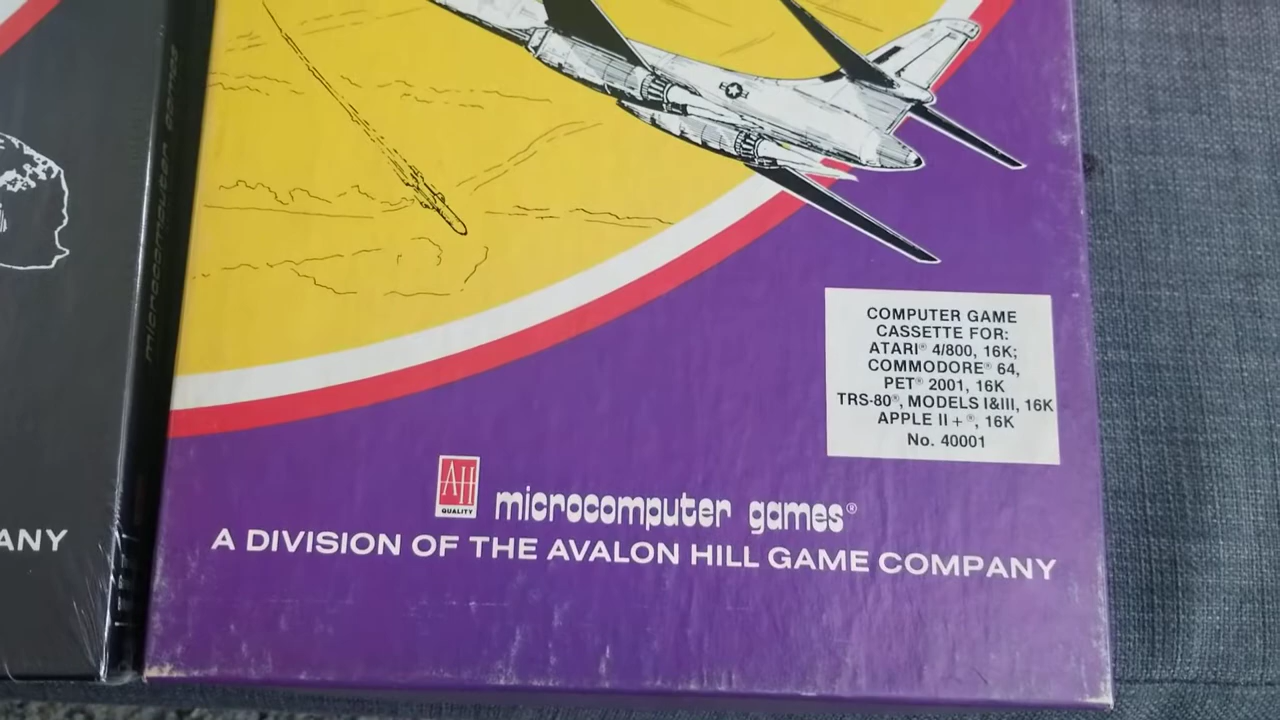 microcomputer games
ANY
COMPUTER GAME
CASSETTE FOR:
ATARI® 4/800, 16K;
COMMODORE® 64,
PET® 2001, 16K
TRS-80®, MODELS I&III, 16K
APPLE II +®, 16K
No. 40001
AH
QUALITY
microcomputer games®
A DIVISION OF THE AVALON HILL GAME COMPANY